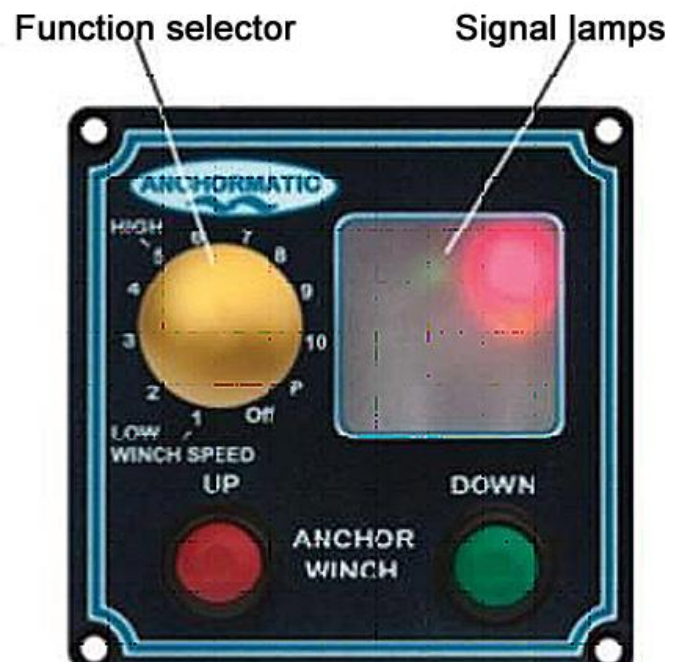 Function selector
Signal lamps
ANCHORMATIC
HIGH
5
6
7
8
9
10
P
Off
4
3
2
1
LOW
WINCH SPEED
UP
DOWN
ANCHOR
WINCH